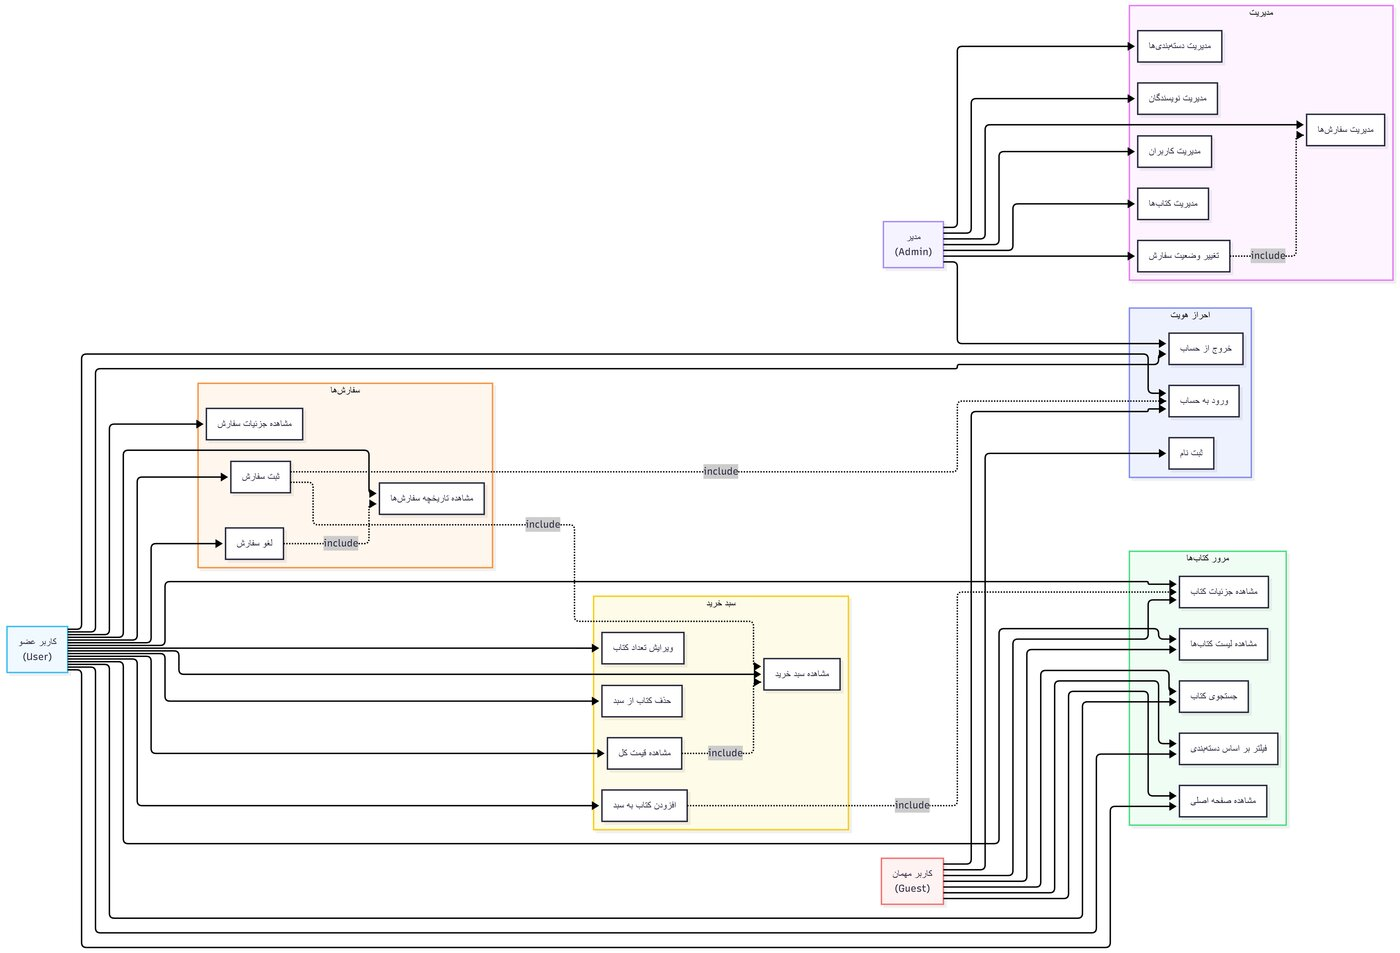 مدیریت
مدیریت دسته‌بندی‌ها
مدیریت نویسندگان
مدیریت سفارش‌ها
مدیریت کاربران
مدیریت کتاب‌ها
مدیر
(Admin)
تغییر وضعیت سفارش
include
احراز هویت
خروج از حساب
ورود به حساب
ثبت نام
سفارش‌ها
مشاهده جزئیات سفارش
ثبت سفارش
include
مشاهده تاریخچه سفارش‌ها
include
لغو سفارش
include
مرور کتاب‌ها
مشاهده جزئیات کتاب
مشاهده لیست کتاب‌ها
جستجوی کتاب
فیلتر بر اساس دسته‌بندی
مشاهده صفحه اصلی
سبد خرید
کاربر عضو
(User)
ویرایش تعداد کتاب
مشاهده سبد خرید
حذف کتاب از سبد
مشاهده قیمت کل
include
افزودن کتاب به سبد
include
کاربر مهمان
(Guest)